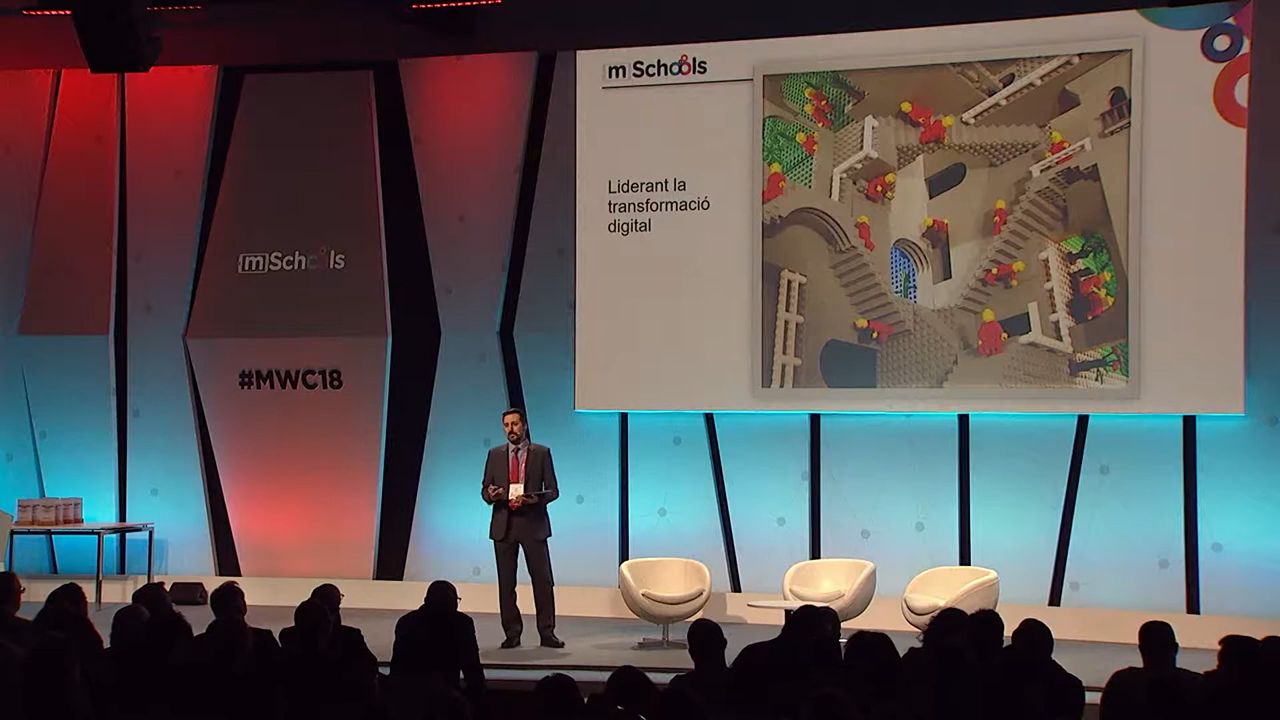 mSchools
Liderant la
transformació
digital
mSchools
#MWC18